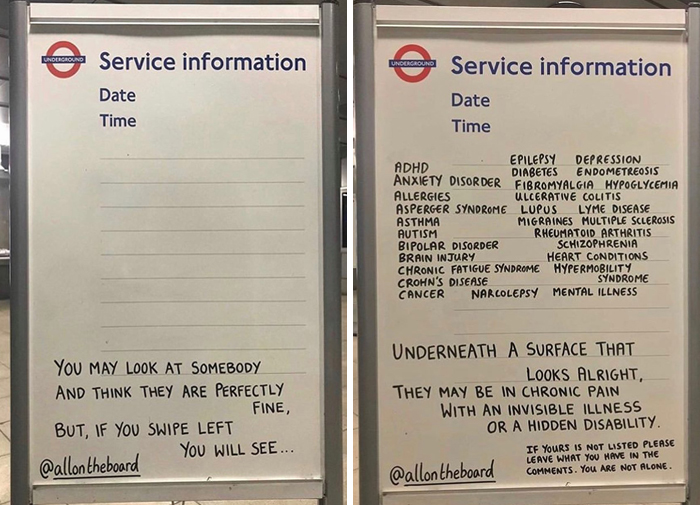 UNDERGROUND
Service information
Date
Time
YOU MAY LOOK AT SOMEBODY
AND THINK THEY ARE PERFECTLY
FINE,
BUT, IF YOU SWIPE LEFT
YOU WILL SEE...
@allontheboard
UNDERGROUND
Service information
Date
Time
EPILEPSY DEPRESSION
ADHD DIABETES ENDOMETREOSIS
ANXIETY DISORDER FIBROMYALGIA HYPOGLYCEMIA
ALLERGIES ULCERATIVE COLITIS
ASPERGER SYNDROME LUPUS LYME DISEASE
ASTHMA MIGRAINES MULTIPLE SCLEROSIS
AUTISM RHEUMATOID ARTHRITIS
BIPOLAR DISORDER SCHIZOPHRENIA
BRAIN INJURY HEART CONDITIONS
CHRONIC FATIGUE SYNDROME HYPERMOBILITY
CROHN'S DISEASE SYNDROME
CANCER NARCOLEPSY MENTAL ILLNESS
UNDERNEATH A SURFACE THAT
LOOKS ALRIGHT,
THEY MAY BE IN CHRONIC PAIN
WITH AN INVISIBLE ILLNESS
OR A HIDDEN DISABILITY.
IF YOURS IS NOT LISTED PLEASE
LEAVE WHAT YOU HAVE IN THE
COMMENTS. YOU ARE NOT ALONE.
@allontheboard